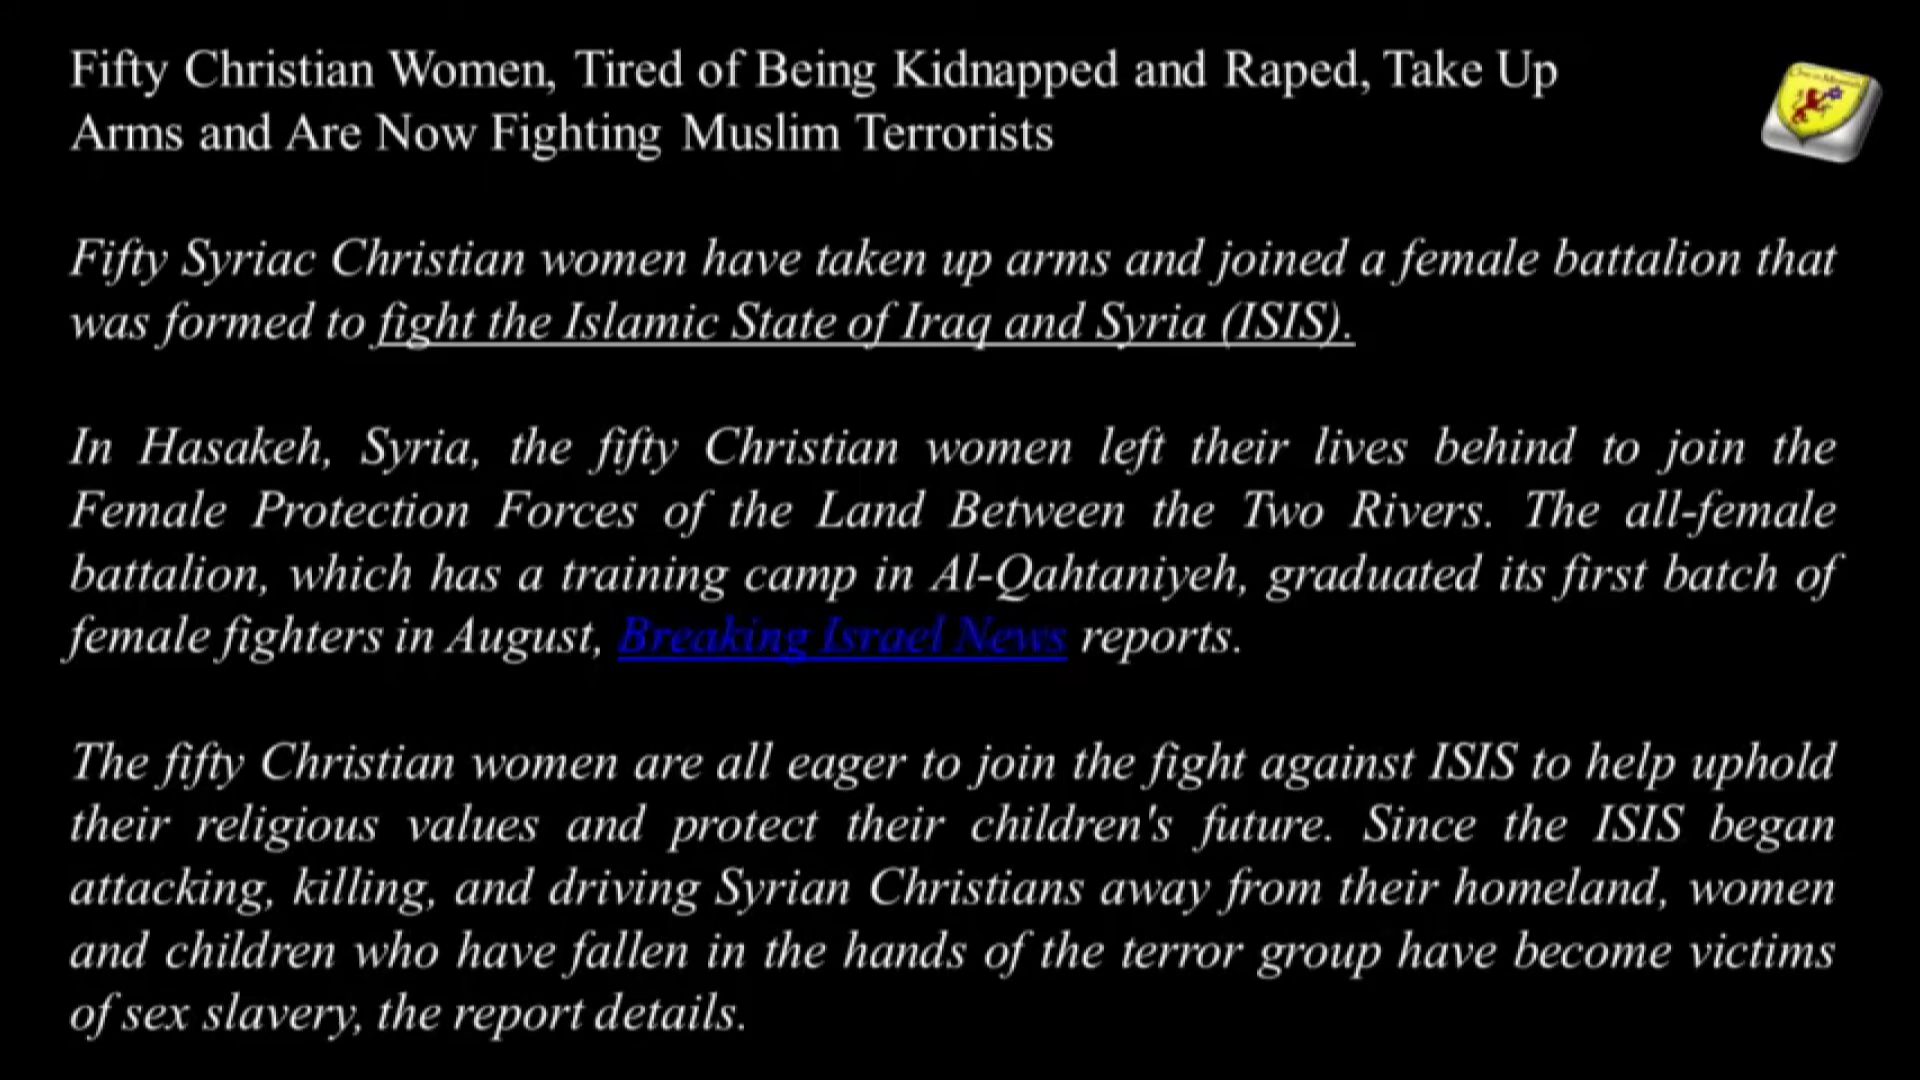 Fifty Christian Women, Tired of Being Kidnapped and Raped, Take Up
Arms and Are Now Fighting Muslim Terrorists
Fifty Syriac Christian women have taken up arms and joined a female battalion that
was formed to fight the Islamic State of Iraq and Syria (ISIS).
In Hasakeh, Syria, the fifty Christian women left their lives behind to join the
Female Protection Forces of the Land Between the Two Rivers. The all-female
battalion, which has a training camp in Al-Qahtaniyeh, graduated its first batch of
female fighters in August, Breaking Israel News reports.
The fifty Christian women are all eager to join the fight against ISIS to help uphold
their religious values and protect their children's future. Since the ISIS began
attacking, killing, and driving Syrian Christians away from their homeland, women
and children who have fallen in the hands of the terror group have become victims
of sex slavery, the report details.